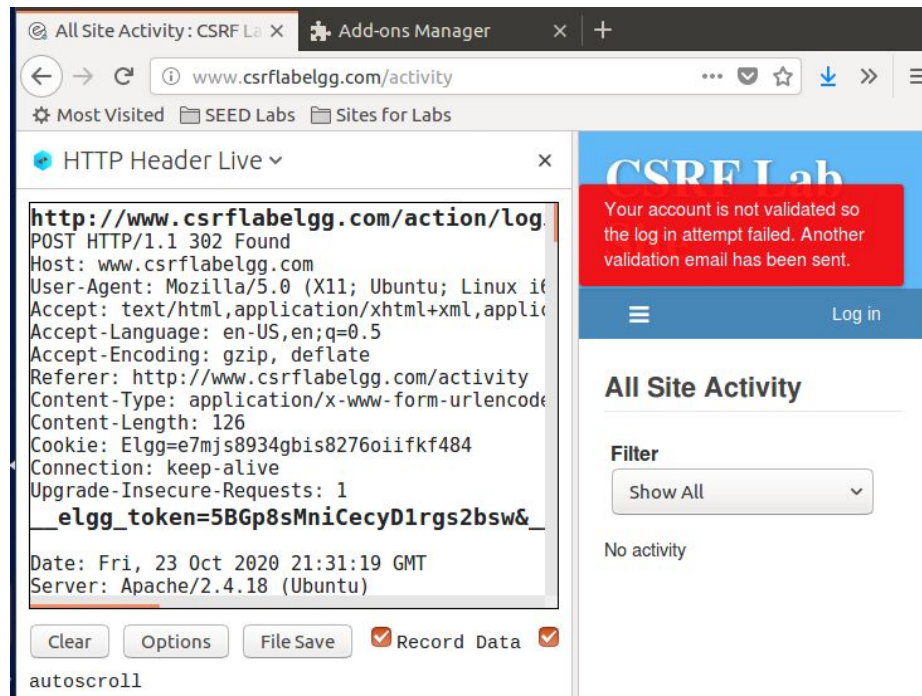 All Site Activity : CSRF La
Add-ons Manager
www.csrflabelgg.com/activity
Most Visited SEED Labs Sites for Labs
HTTP Header Live
CSRF Lab
http://www.csrflabelgg.com/action/log
POST HTTP/1.1 302 Found
Host: www.csrflabelgg.com
User-Agent: Mozilla/5.0 (X11; Ubuntu; Linux i6
Accept: text/html,application/xhtml+xml,applic
Accept-Language: en-US,en;q=0.5
Accept-Encoding: gzip, deflate
Referer: http://www.csrflabelgg.com/activity
Content-Type: application/x-www-form-urlencode
Content-Length: 126
Cookie: Elgg=e7mjs8934gbis8276oiifkf484
Connection: keep-alive
Upgrade-Insecure-Requests: 1
__elgg_token=5BGp8sMniCecyD1rgs2bsw&_
Date: Fri, 23 Oct 2020 21:31:19 GMT
Server: Apache/2.4.18 (Ubuntu)
Clear Options File Save Record Data
autoscroll
Your account is not validated so
the log in attempt failed. Another
validation email has been sent.
Log in
All Site Activity
Filter
Show All
No activity